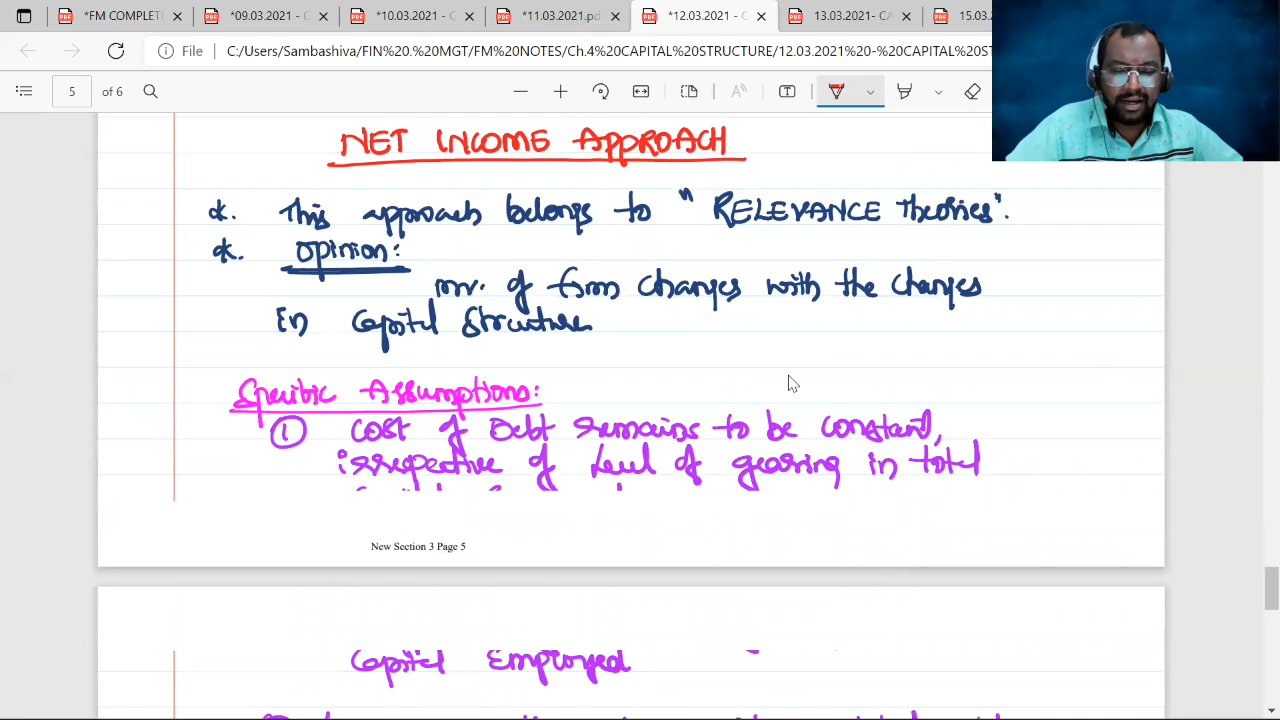 *FM COMPLET
*09.03.2021 - C
*10.03.2021 - C
*11.03.2021.pd
*12.03.2021 - C
13.03.2021- CA
15.03
File
C:/Users/Sambashiva/FIN%20.%20MGT/FM%20NOTES/Ch.4%20CAPITAL%20STRUCTURE/12.03.2021%20-%20CAPITAL%20ST
5 of 6
NET INCOME APPROACH
*. This approach belongs to "RELEVANCE Theories".
*. Opinion:
mv. of firm changes with the changes
In Capital Structure
Specific Assumptions:
① Cost of Debt remains to be constant,
irrespective of level of gearing in total
New Section 3 Page 5
Capital Employed